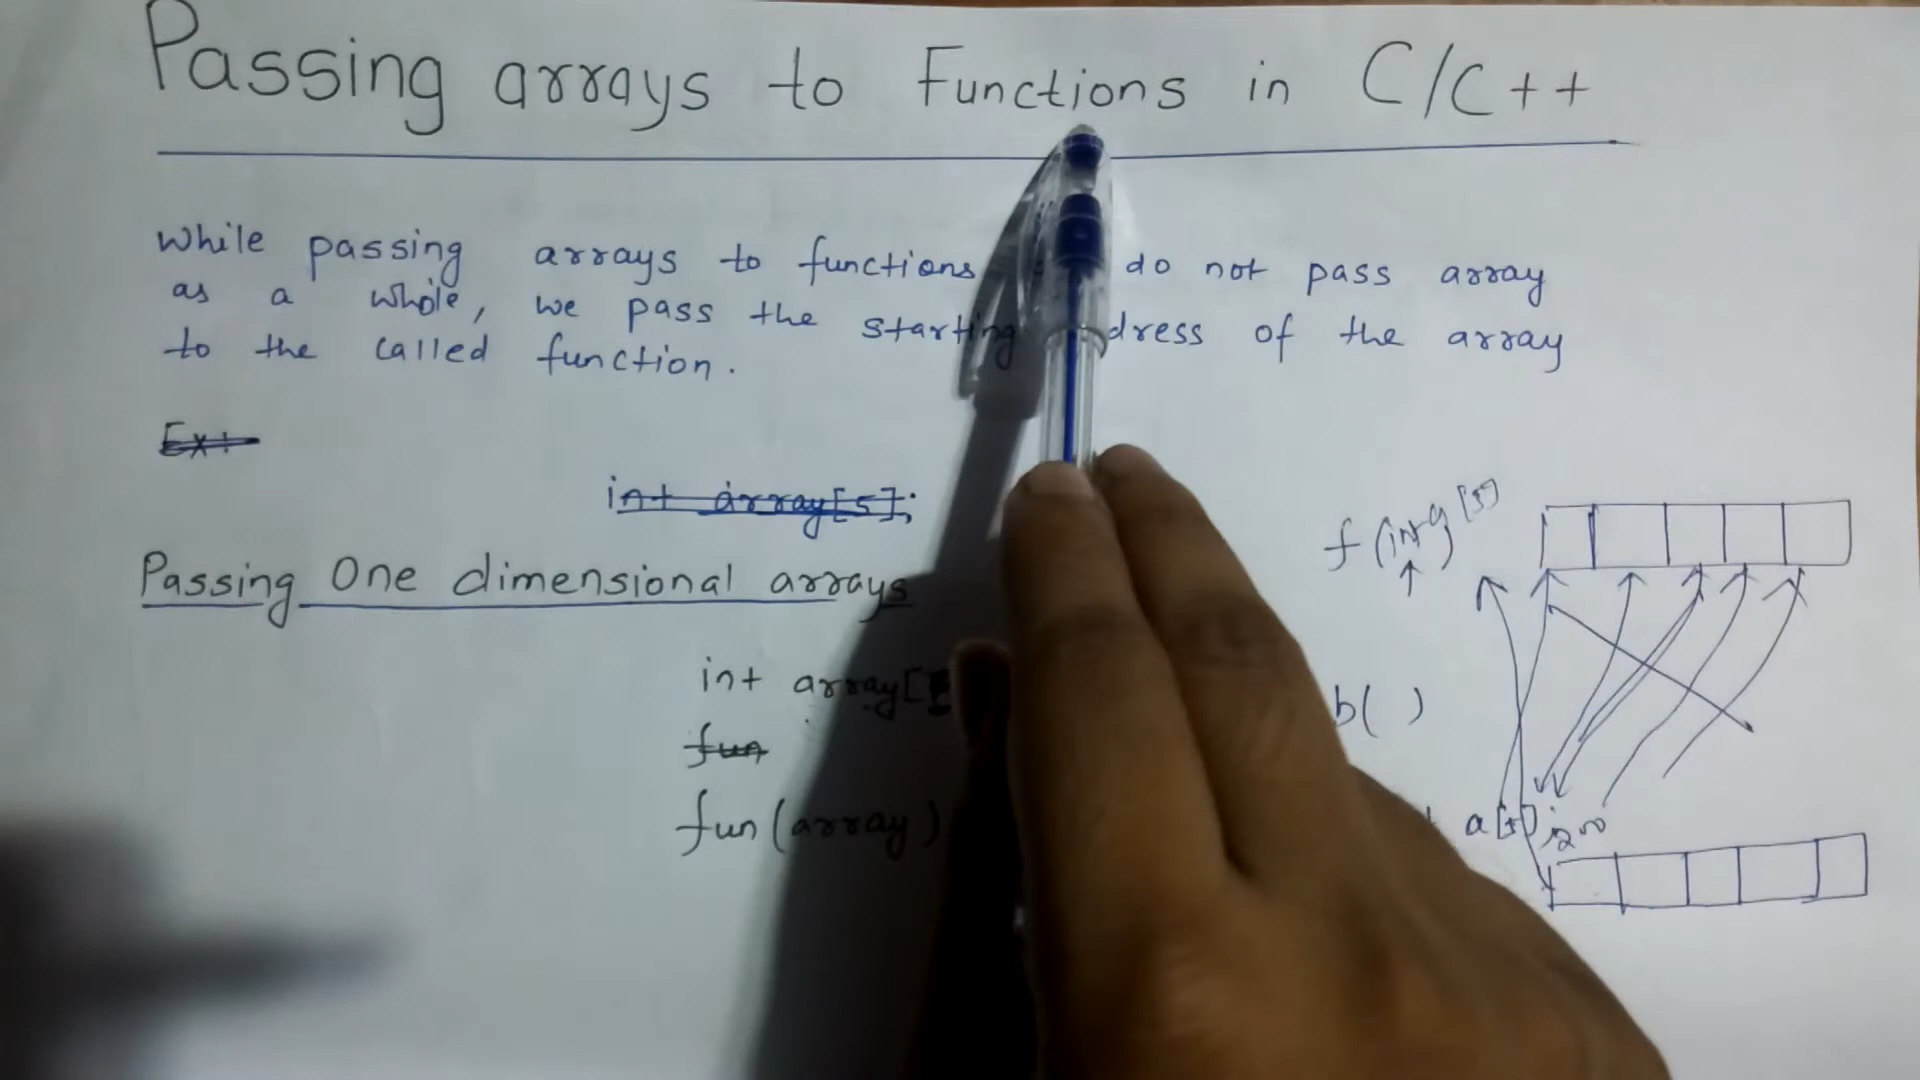 Passing arrays to Functions in C/C++
While passing arrays to functions do not pass array
as a whole, we pass the starting dress of the array
to the called function.
Ex:
int array[5];
Passing One dimensional arrays
int array[
fun
fun(array)
f(int
b( )
a[5]